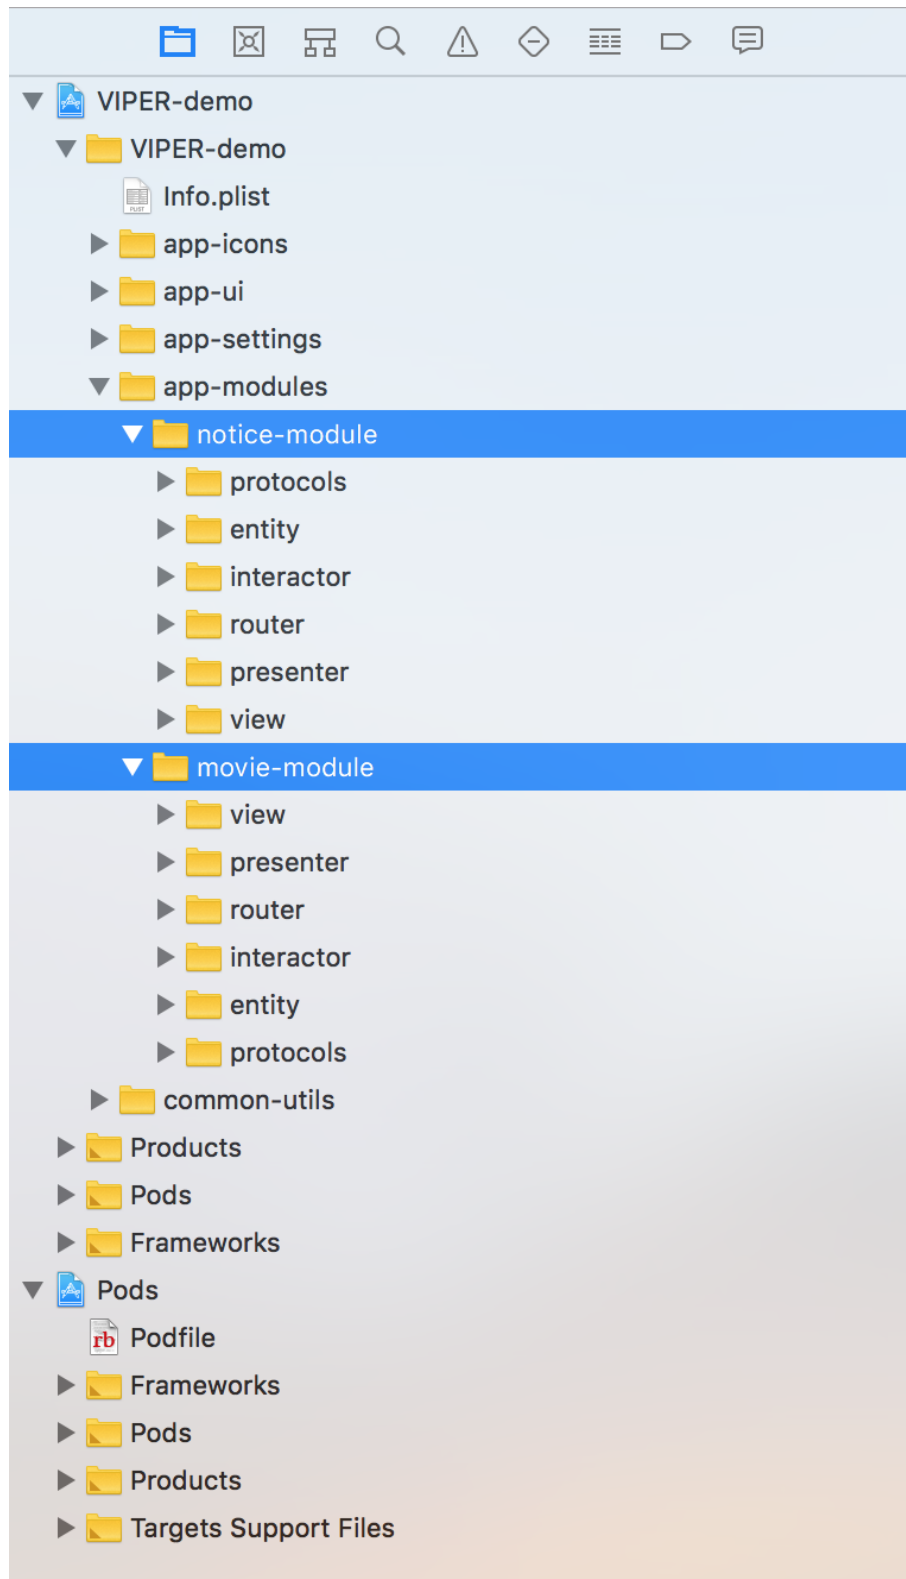 VIPER-demo
VIPER-demo
Info.plist
app-icons
app-ui
app-settings
app-modules
notice-module
protocols
entity
interactor
router
presenter
view
movie-module
view
presenter
router
interactor
entity
protocols
common-utils
Products
Pods
Frameworks
Pods
rb Podfile
Frameworks
Pods
Products
Targets Support Files